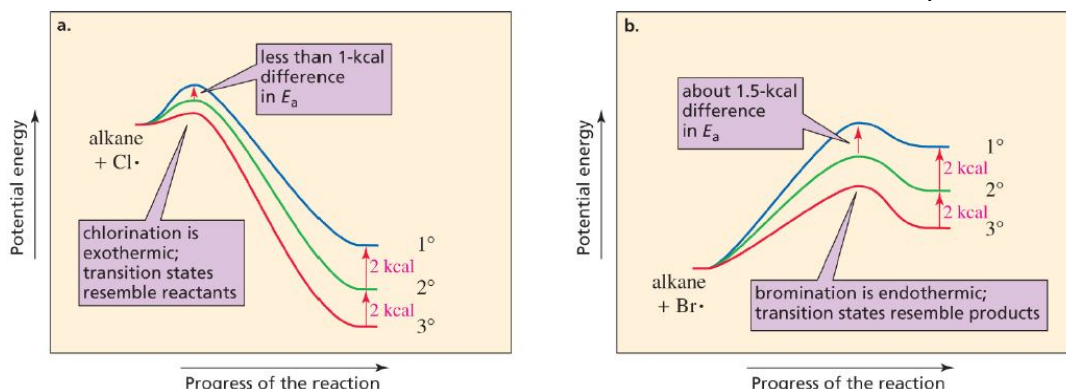 a.
less than 1-kcal
difference
in Ea
alkane
+ Cl·
chlorination is
exothermic;
transition states
resemble reactants
1°
2 kcal
2°
2 kcal
3°
Potential energy
Progress of the reaction
b.
about 1.5-kcal
difference
in Ea
1°
2 kcal
2°
2 kcal
3°
alkane
+ Br·
bromination is endothermic;
transition states resemble products
Potential energy
Progress of the reaction